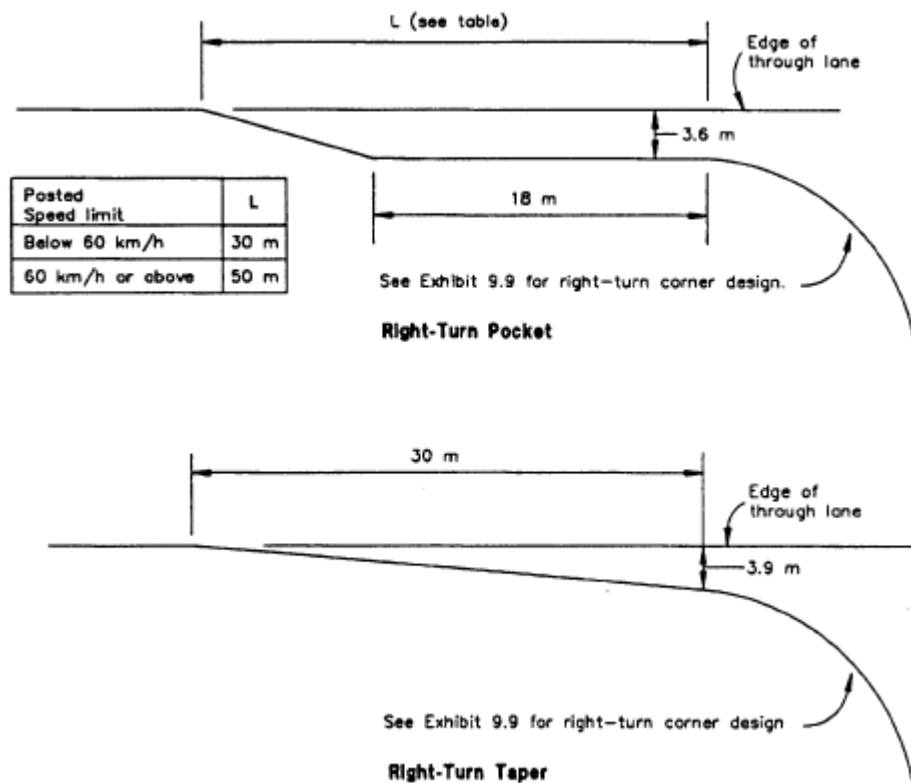 L (see table)
Edge of
through lane
3.6 m
Posted
Speed limit
L
Below 60 km/h
30 m
60 km/h or above
50 m
18 m
See Exhibit 9.9 for right-turn corner design.
Right-Turn Pocket
30 m
Edge of
through lane
3.9 m
See Exhibit 9.9 for right-turn corner design
Right-Turn Taper